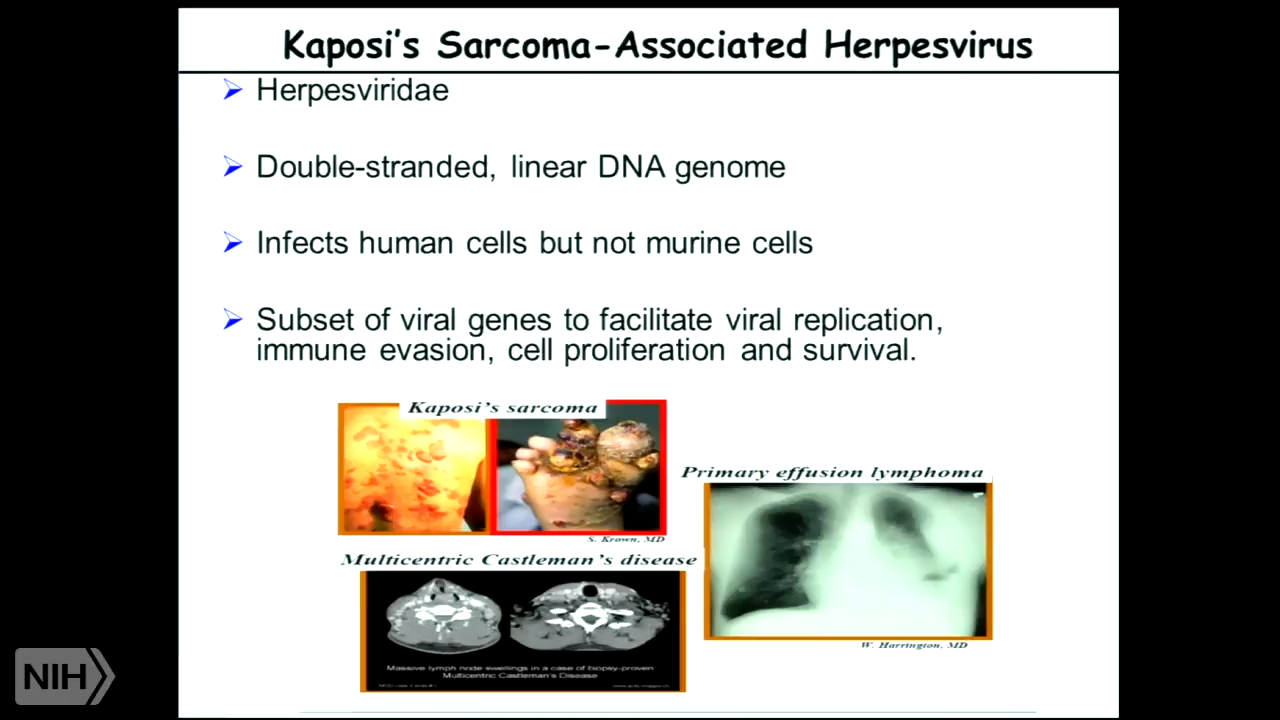 Kaposi's Sarcoma-Associated Herpesvirus
Herpesviridae
Double-stranded, linear DNA genome
Infects human cells but not murine cells
Subset of viral genes to facilitate viral replication,
immune evasion, cell proliferation and survival.
Kaposi's sarcoma
S. Krown, MD
Primary effusion lymphoma
W. Harrington, MD
Multicentric Castleman's disease
Massive lymph node swellings in a case of biopsy-proven
Multicentric Castleman's Disease
NIH